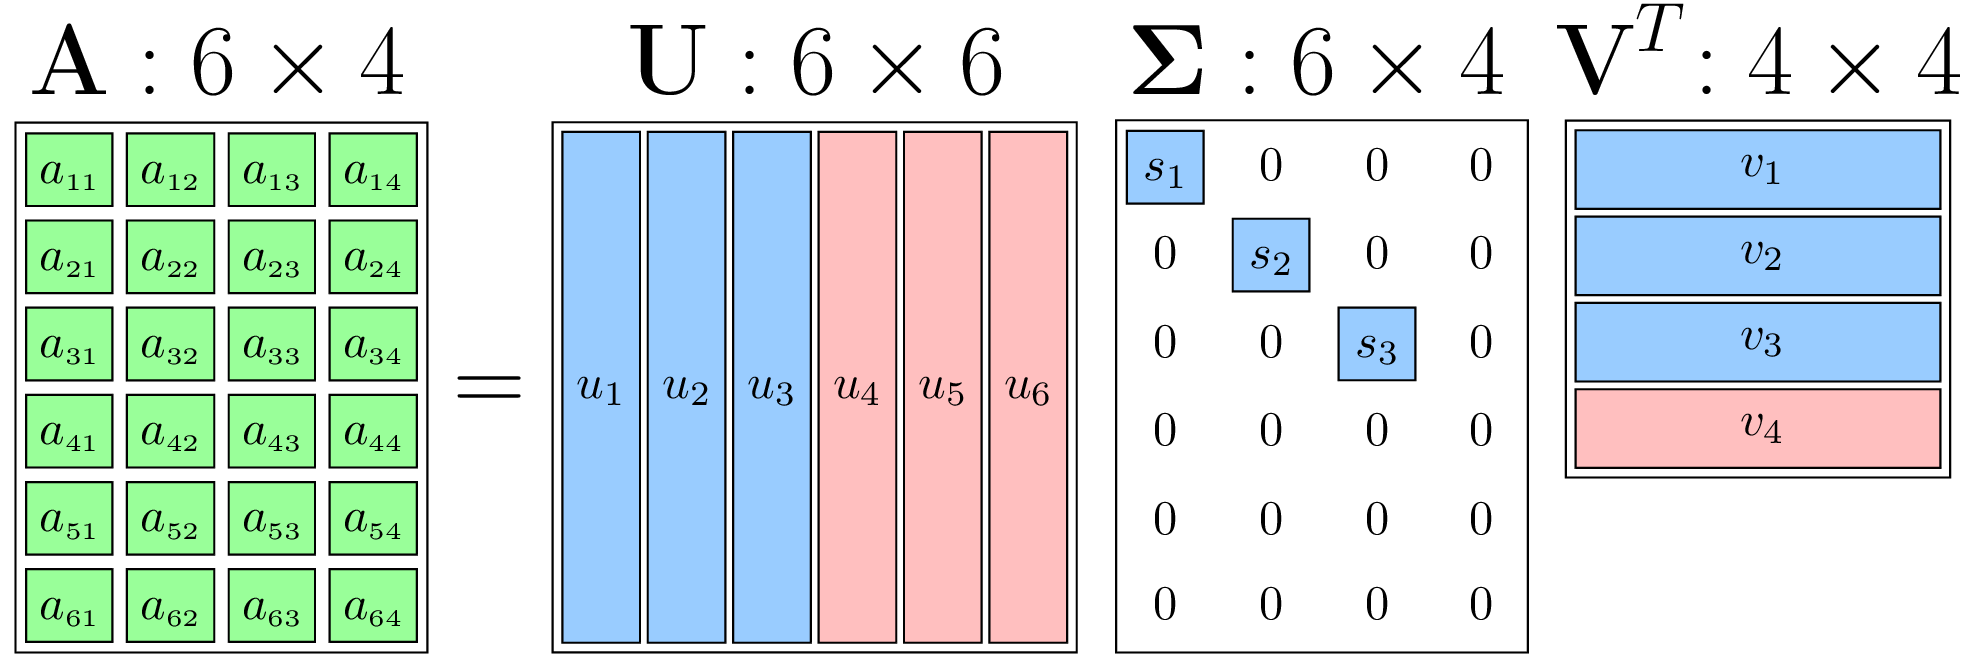 A : 6 × 4 U : 6 × 6 Σ : 6 × 4 V^T : 4 × 4
a₁₁ a₁₂ a₁₃ a₁₄ s₁ 0 0 0 v₁
a₂₁ a₂₂ a₂₃ a₂₄ 0 s₂ 0 0 v₂
a₃₁ a₃₂ a₃₃ a₃₄ 0 0 s₃ 0 v₃
= u₁ u₂ u₃ u₄ u₅ u₆
a₄₁ a₄₂ a₄₃ a₄₄ 0 0 0 0 v₄
a₅₁ a₅₂ a₅₃ a₅₄ 0 0 0 0
a₆₁ a₆₂ a₆₃ a₆₄ 0 0 0 0